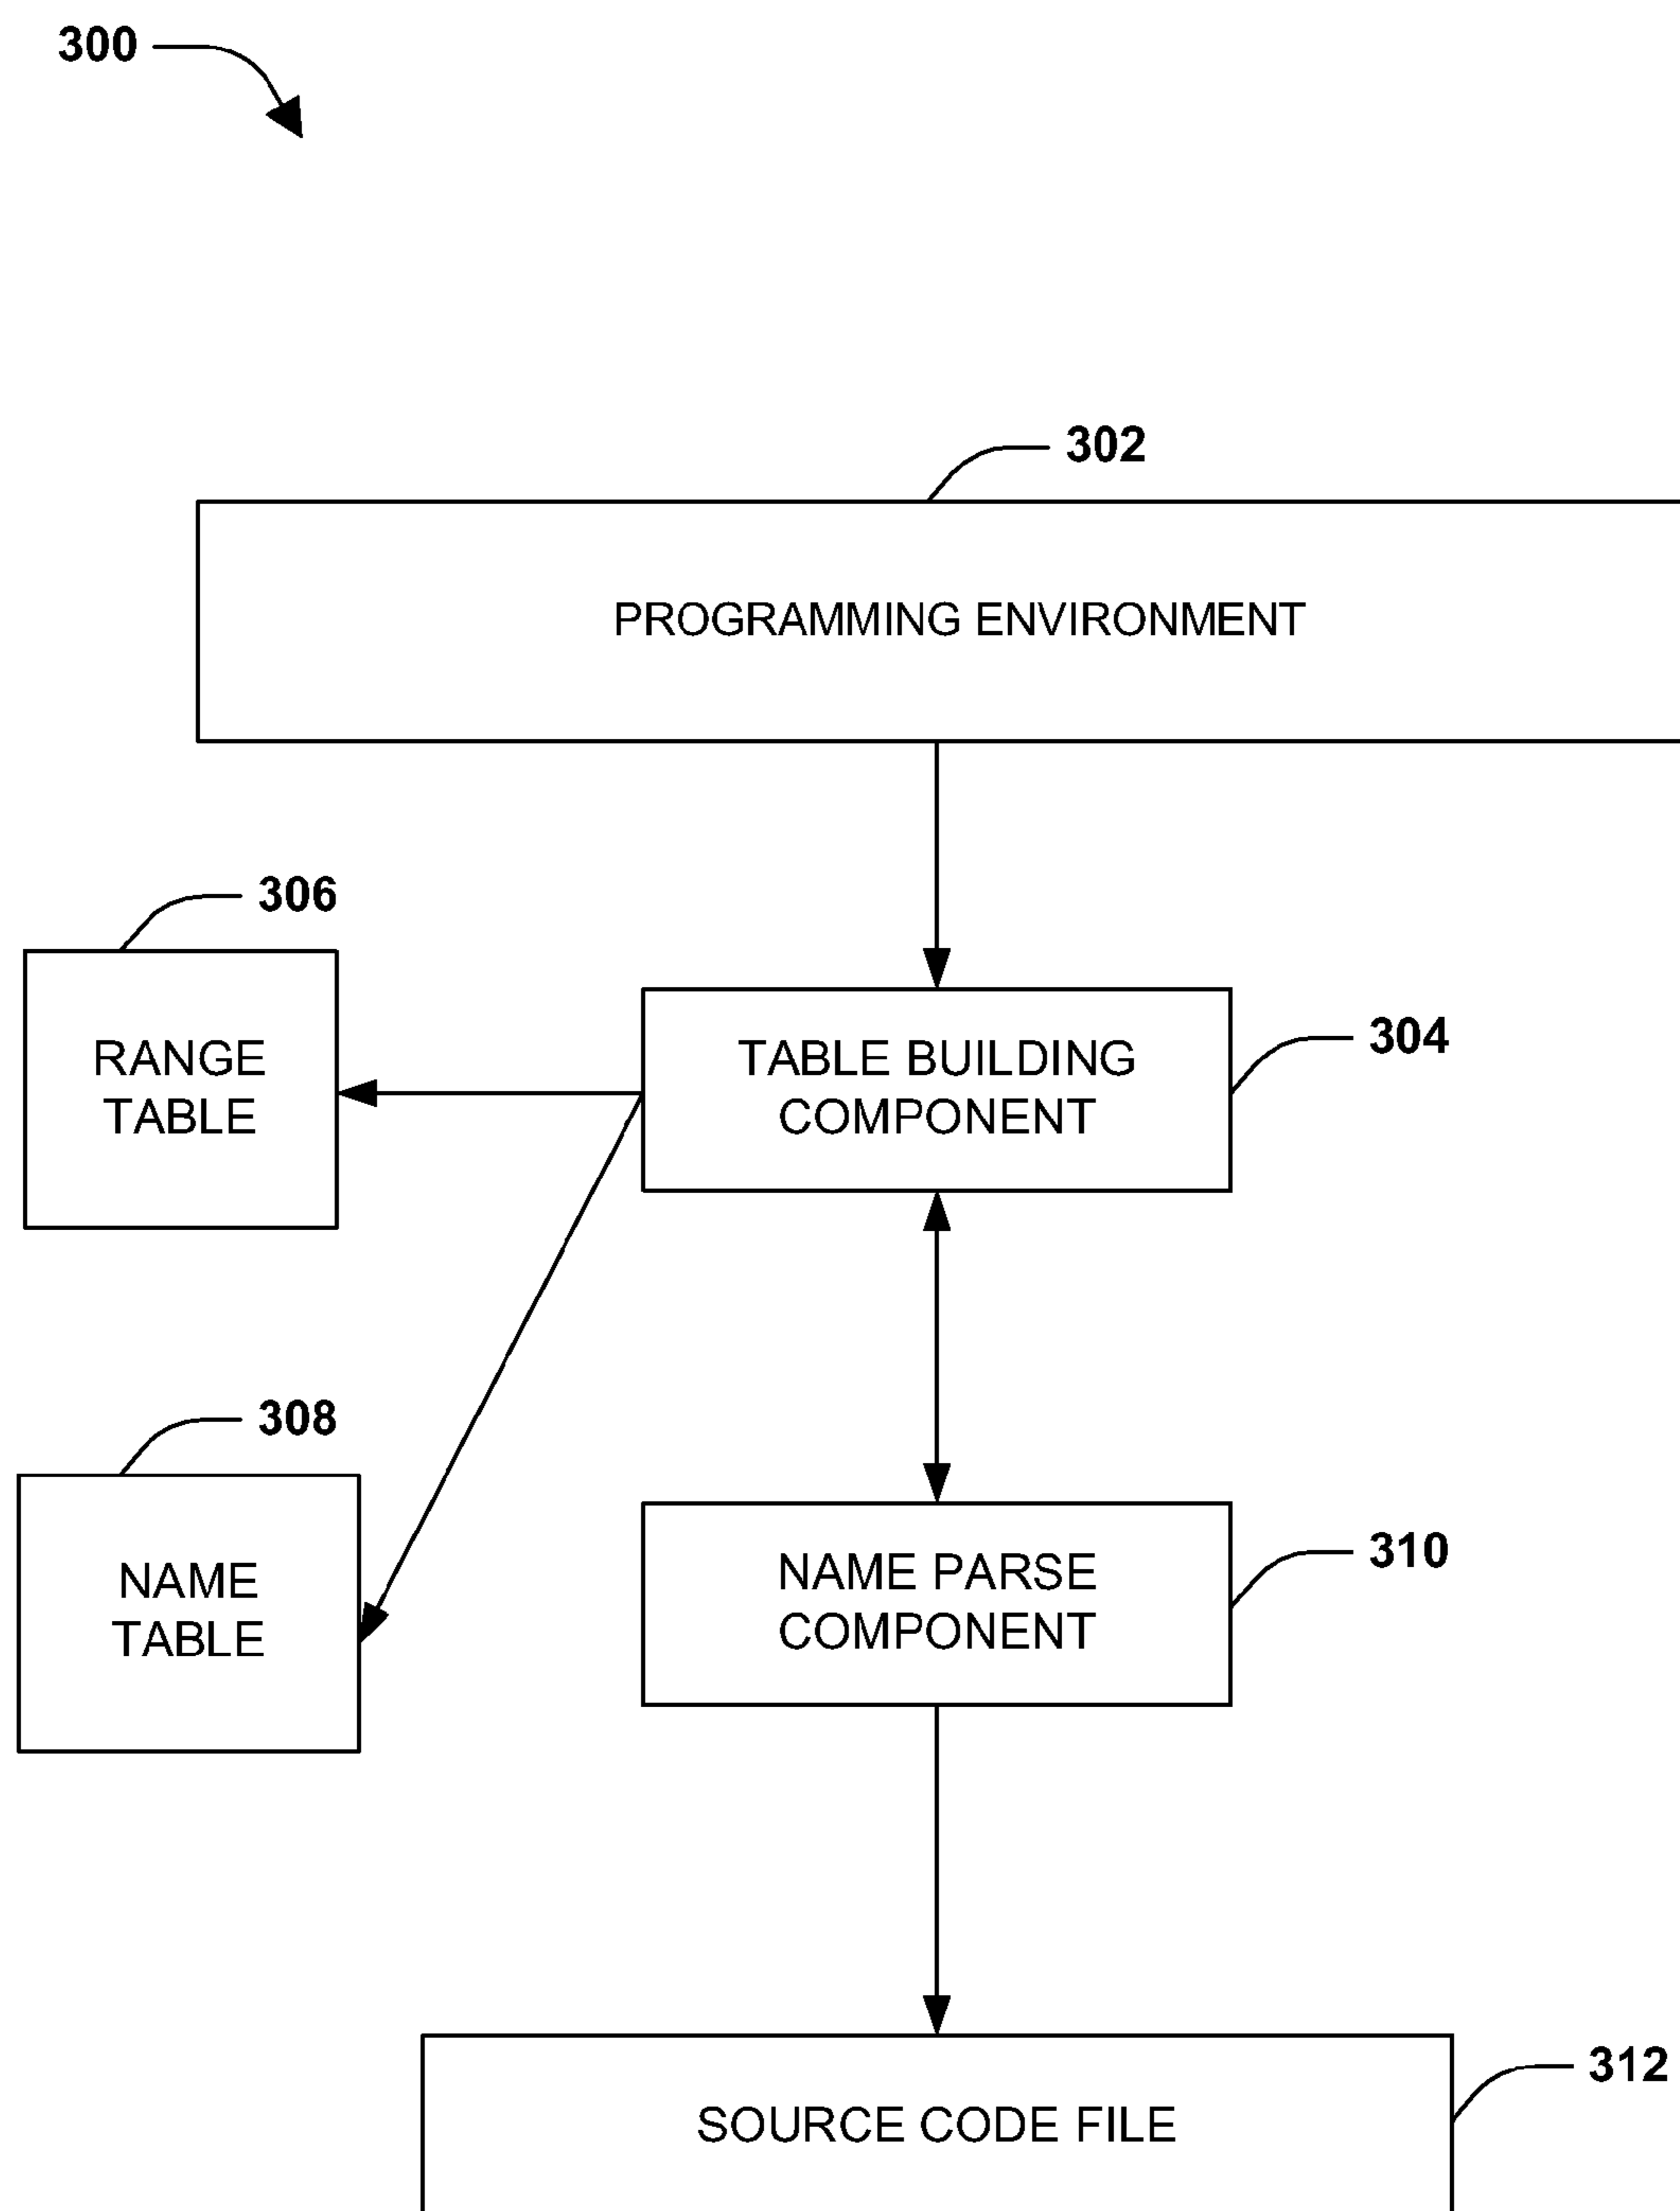 300
302
PROGRAMMING ENVIRONMENT
306
RANGE
TABLE
304
TABLE BUILDING
COMPONENT
308
NAME
TABLE
310
NAME PARSE
COMPONENT
312
SOURCE CODE FILE